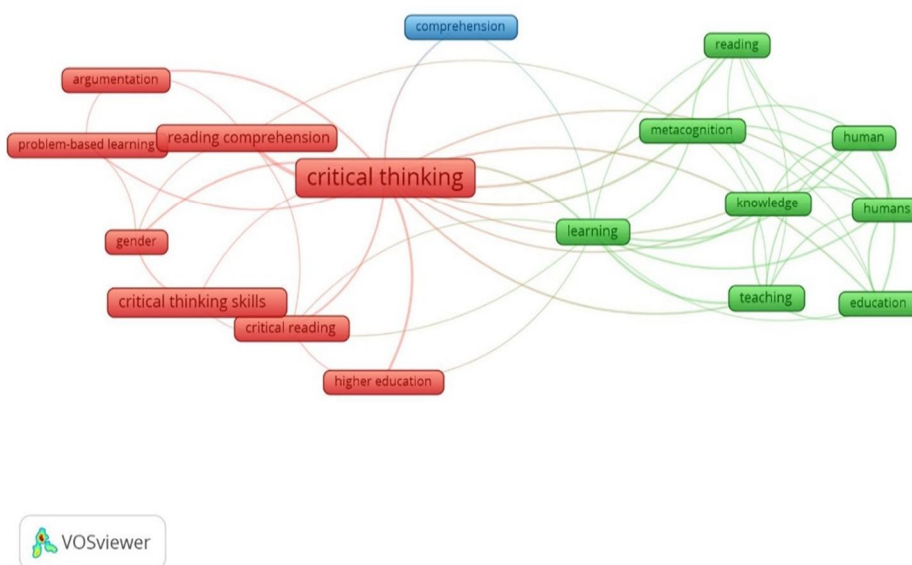 comprehension
reading
argumentation
metacognition
reading comprehension
human
problem-based learning
critical thinking
knowledge
humans
learning
gender
teaching
critical thinking skills
education
critical reading
higher education
VOSviewer